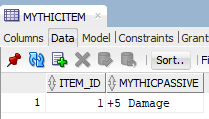 MYTHICITEM
Columns Data Model Constraints Grant
Sort..
ITEM_ID MYTHICPASSIVE
1 1 +5 Damage